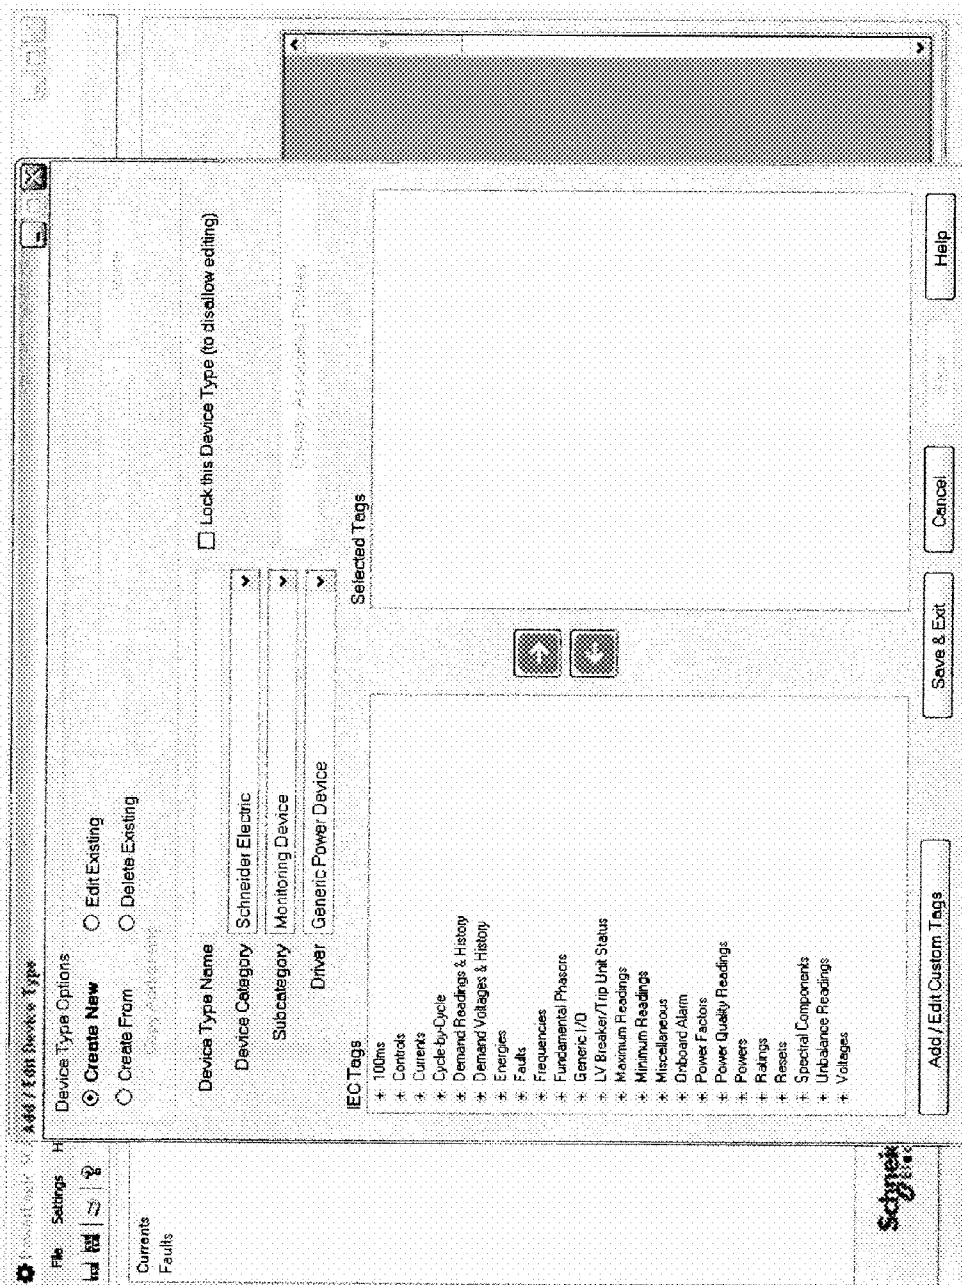 Add / Edit Device Type
File Settings H
Currents
Faults
Device Type Options
Create New
Edit Existing
Create From
Delete Existing
Device Type Name
Lock this Device Type (to disallow editing)
Device Category Schneider Electric
Subcategory Monitoring Device
Driver Generic Power Device
IEC Tags
+ 100ms
+ Controls
+ Currents
+ Cycle-by-Cycle
+ Demand Readings & History
+ Demand Voltages & History
+ Energies
+ Faults
+ Frequencies
+ Fundamental Phasors
+ Generic I/O
+ LV Breaker/Trip Unit Status
+ Maximum Readings
+ Minimum Readings
+ Miscellaneous
+ Onboard Alarm
+ Power Factors
+ Power Quality Readings
+ Powers
+ Ratings
+ Resets
+ Spectral Components
+ Unbalance Readings
+ Voltages
Selected Tags
Add / Edit Custom Tags
Save & Exit
Cancel
Help
Schnei